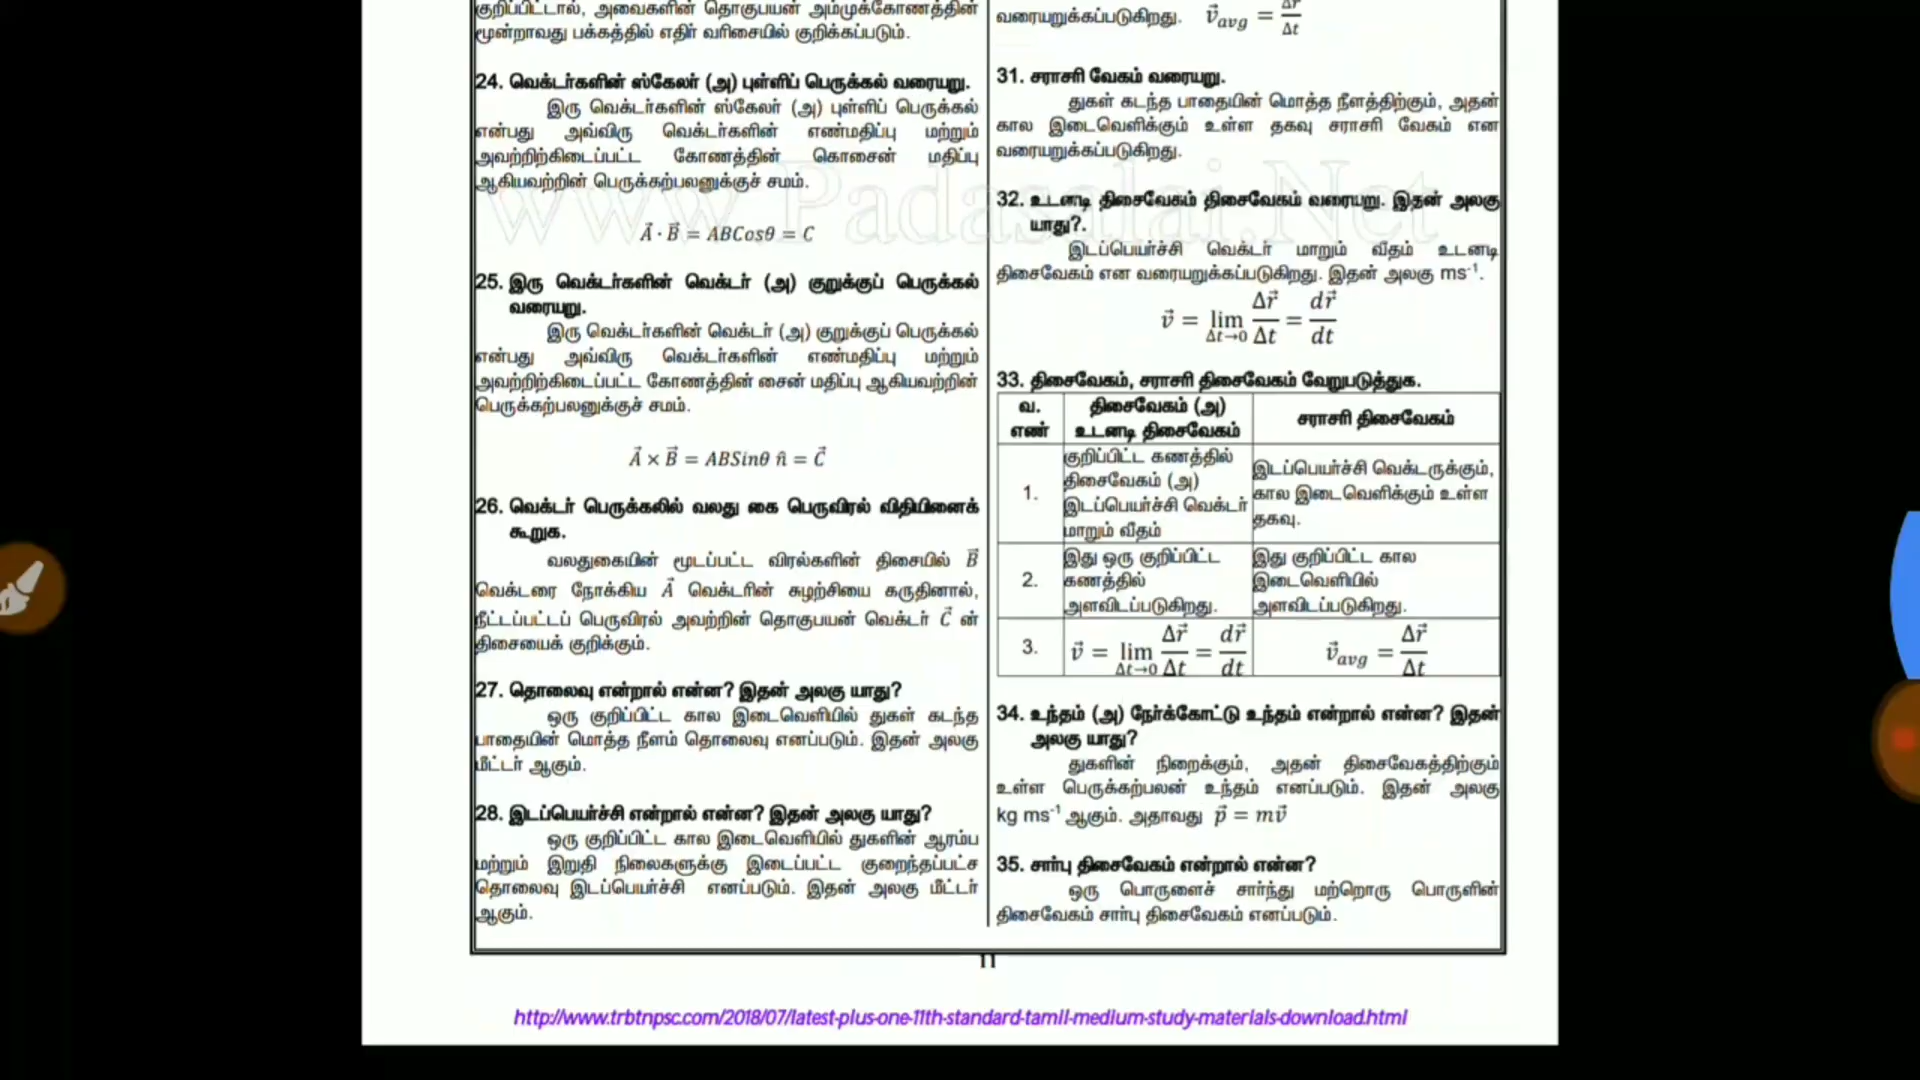 குறிப்பிட்டால், அவைகளின் தொகுபயன் அம்முக்கோணத்தின்
மூன்றாவது பக்கத்தில் எதிர் வரிசையில் குறிக்கப்படும்.
24. வெக்டர்களின் ஸ்கேலர் (அ) புள்ளிப் பெருக்கல் வரையறு.
இரு வெக்டர்களின் ஸ்கேலர் (அ) புள்ளிப் பெருக்கல்
என்பது அவ்விரு வெக்டர்களின் எண்மதிப்பு மற்றும்
அவற்றிற்கிடைப்பட்ட கோணத்தின் கொசைன் மதிப்பு
ஆகியவற்றின் பெருக்கற்பலனுக்குச் சமம்.
A⃗ · B⃗ = ABCosθ = C
25. இரு வெக்டர்களின் வெக்டர் (அ) குறுக்குப் பெருக்கல்
வரையறு.
இரு வெக்டர்களின் வெக்டர் (அ) குறுக்குப் பெருக்கல்
என்பது அவ்விரு வெக்டர்களின் எண்மதிப்பு மற்றும்
அவற்றிற்கிடைப்பட்ட கோணத்தின் சைன் மதிப்பு ஆகியவற்றின்
பெருக்கற்பலனுக்குச் சமம்.
A⃗ × B⃗ = ABSinθ n̂ = C⃗
26. வெக்டர் பெருக்கலில் வலது கை பெருவிரல் விதியினைக்
கூறுக.
வலதுகையின் மூடப்பட்ட விரல்களின் திசையில் B⃗
வெக்டரை நோக்கிய A⃗ வெக்டரின் சுழற்சியை கருதினால்,
நீட்டப்பட்டப் பெருவிரல் அவற்றின் தொகுபயன் வெக்டர் C⃗ ன்
திசையைக் குறிக்கும்.
27. தொலைவு என்றால் என்ன? இதன் அலகு யாது?
ஒரு குறிப்பிட்ட கால இடைவெளியில் துகள் கடந்த
பாதையின் மொத்த நீளம் தொலைவு எனப்படும். இதன் அலகு
மீட்டர் ஆகும்.
28. இடப்பெயர்ச்சி என்றால் என்ன? இதன் அலகு யாது?
ஒரு குறிப்பிட்ட கால இடைவெளியில் துகளின் ஆரம்ப
மற்றும் இறுதி நிலைகளுக்கு இடைப்பட்ட குறைந்தப்பட்ச
தொலைவு இடப்பெயர்ச்சி எனப்படும். இதன் அலகு மீட்டர்
ஆகும்.
வரையறுக்கப்படுகிறது. v⃗avg = Δr⃗/Δt
31. சராசரி வேகம் வரையறு.
துகள் கடந்த பாதையின் மொத்த நீளத்திற்கும், அதன்
கால இடைவெளிக்கும் உள்ள தகவு சராசரி வேகம் என
வரையறுக்கப்படுகிறது.
32. உடனடி திசைவேகம் திசைவேகம் வரையறு. இதன் அலகு
யாது?.
இடப்பெயர்ச்சி வெக்டர் மாறும் வீதம் உடனடி
திசைவேகம் என வரையறுக்கப்படுகிறது. இதன் அலகு ms⁻¹.
v⃗ = lim Δt→0 Δr⃗/Δt = dr⃗/dt
33. திசைவேகம், சராசரி திசைவேகம் வேறுபடுத்துக.
வ.
எண்
திசைவேகம் (அ)
உடனடி திசைவேகம்
சராசரி திசைவேகம்
1.
குறிப்பிட்ட கணத்தில்
திசைவேகம் (அ)
இடப்பெயர்ச்சி வெக்டர்
மாறும் வீதம்
இடப்பெயர்ச்சி வெக்டருக்கும்,
கால இடைவெளிக்கும் உள்ள
தகவு.
2.
இது ஒரு குறிப்பிட்ட
கணத்தில்
அளவிடப்படுகிறது.
இது குறிப்பிட்ட கால
இடைவெளியில்
அளவிடப்படுகிறது.
3.
v⃗ = lim Δt→0 Δr⃗/Δt = dr⃗/dt
v⃗avg = Δr⃗/Δt
34. உந்தம் (அ) நேர்க்கோட்டு உந்தம் என்றால் என்ன? இதன்
அலகு யாது?
துகளின் நிறைக்கும், அதன் திசைவேகத்திற்கும்
உள்ள பெருக்கற்பலன் உந்தம் எனப்படும். இதன் அலகு
kg ms⁻¹ ஆகும். அதாவது p⃗ = mv⃗
35. சார்பு திசைவேகம் என்றால் என்ன?
ஒரு பொருளைச் சார்ந்து மற்றொரு பொருளின்
திசைவேகம் சார்பு திசைவேகம் எனப்படும்.
www.Padasalai.Net
11
http://www.trbtnpsc.com/2018/07/latest-plus-one-11th-standard-tamil-medium-study-materials-download.html